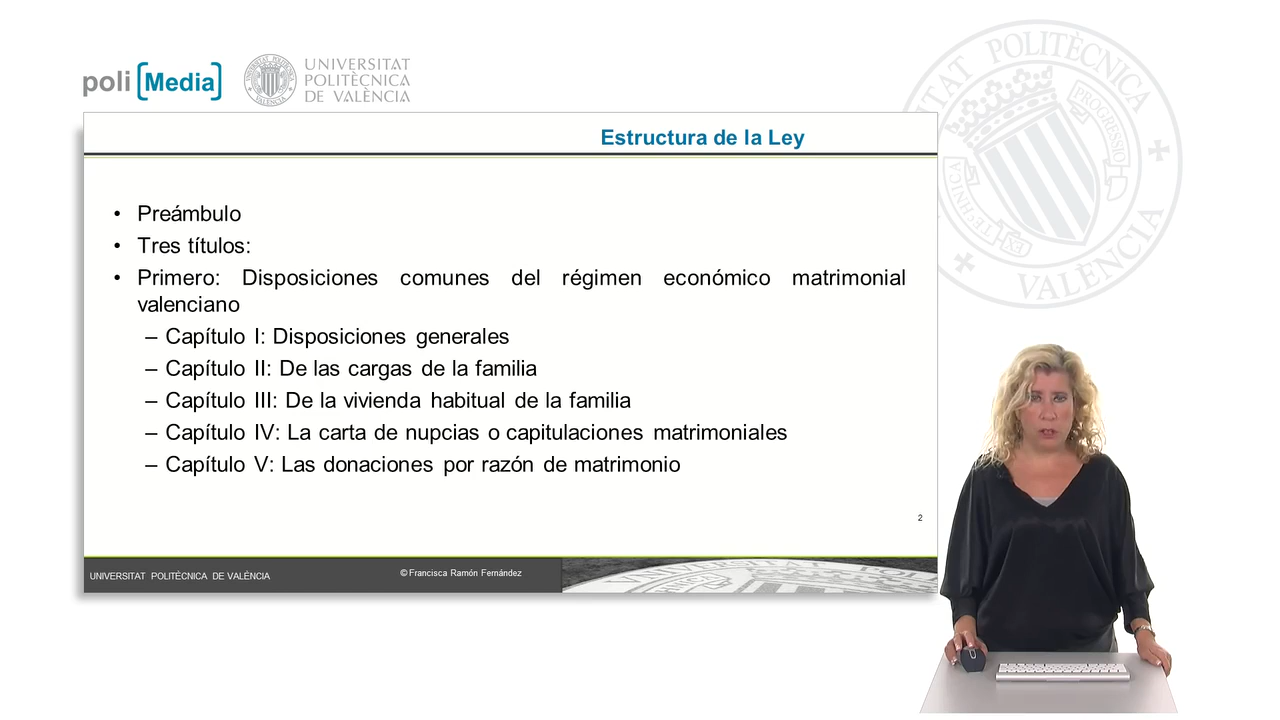 poli[Media]
UNIVERSITAT
POLITÈCNICA
DE VALÈNCIA
Estructura de la Ley
• Preámbulo
• Tres títulos:
• Primero: Disposiciones comunes del régimen económico matrimonial
valenciano
– Capítulo I: Disposiciones generales
– Capítulo II: De las cargas de la familia
– Capítulo III: De la vivienda habitual de la familia
– Capítulo IV: La carta de nupcias o capitulaciones matrimoniales
– Capítulo V: Las donaciones por razón de matrimonio
2
UNIVERSITAT POLITÈCNICA DE VALÈNCIA
© Francisca Ramón Fernández
POLITÈCNICA
VALÈNCIA
PROGRESSIO